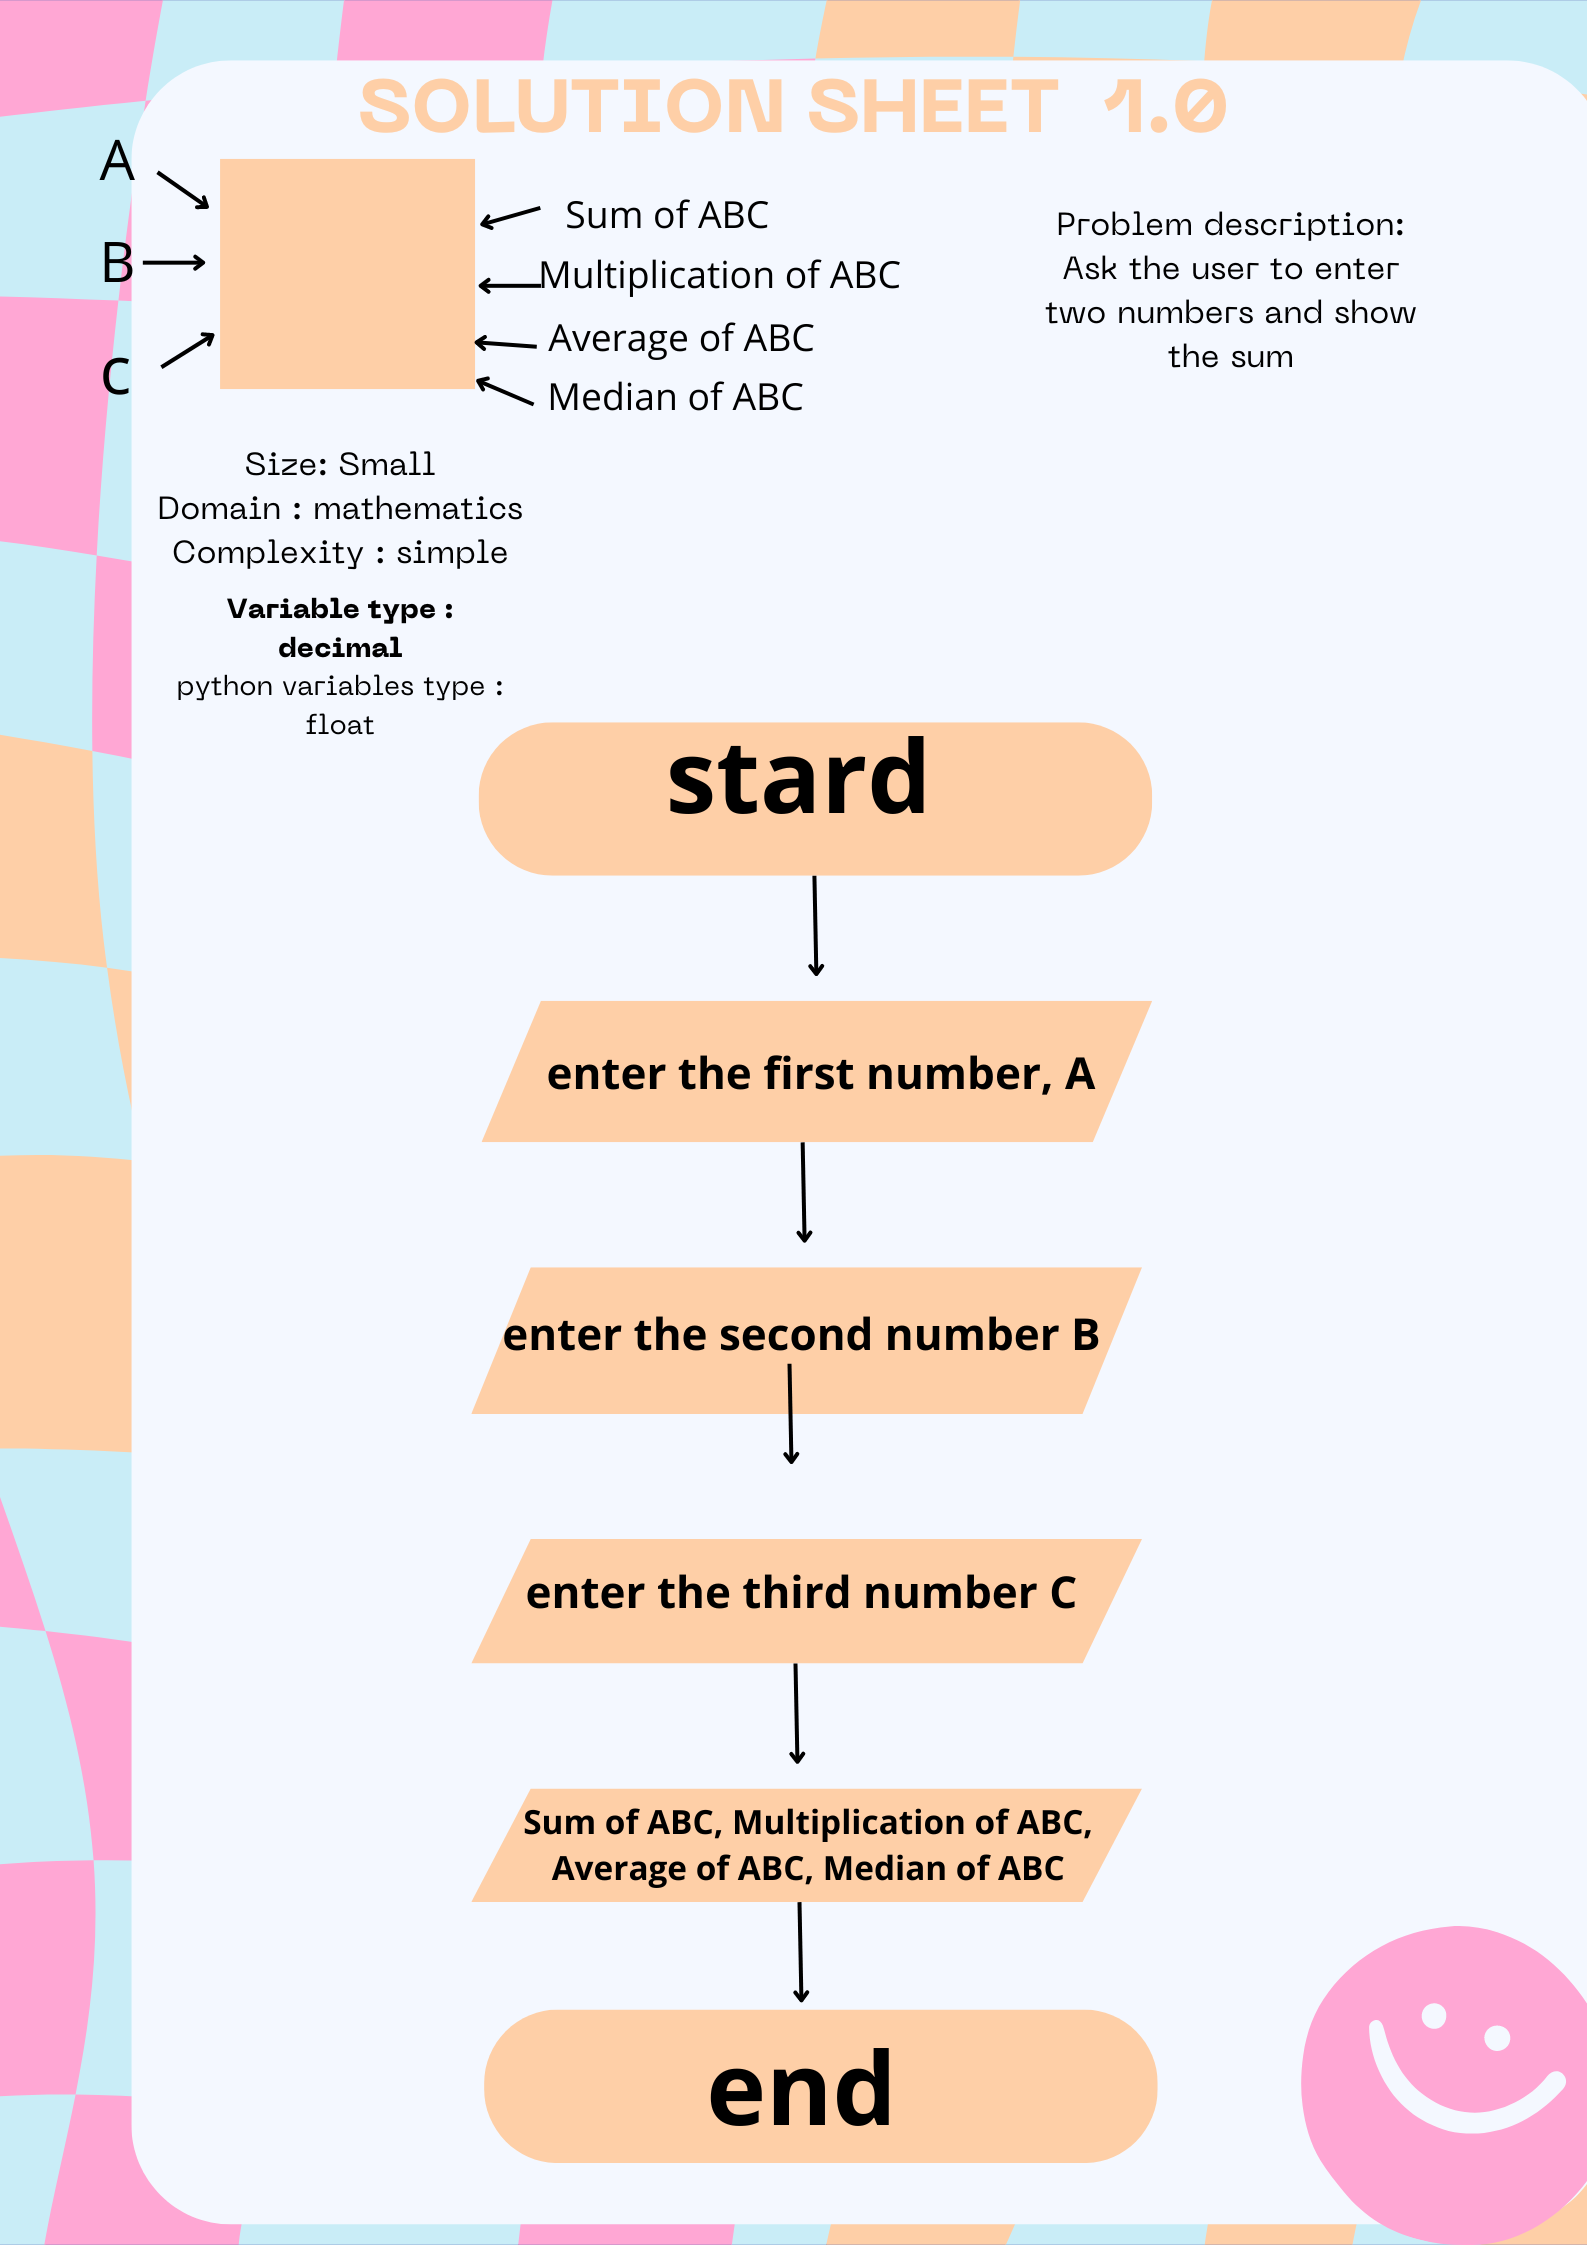 SOLUTION SHEET 1.0
A
B
C
Sum of ABC
Multiplication of ABC
Average of ABC
Median of ABC
Problem description:
Ask the user to enter
two numbers and show
the sum
Size: Small
Domain : mathematics
Complexity : simple
Variable type :
decimal
python variables type :
float
stard
enter the first number, A
enter the second number B
enter the third number C
Sum of ABC, Multiplication of ABC,
Average of ABC, Median of ABC
end